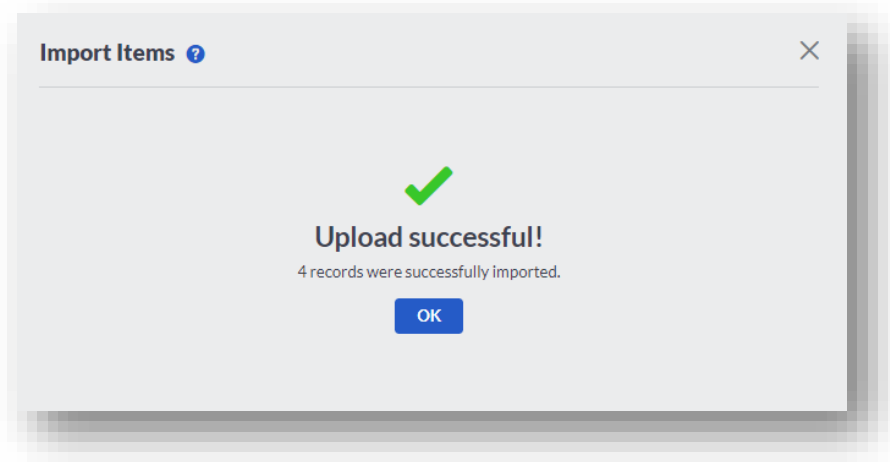 Import Items ?
Upload successful!
4 records were successfully imported.
OK